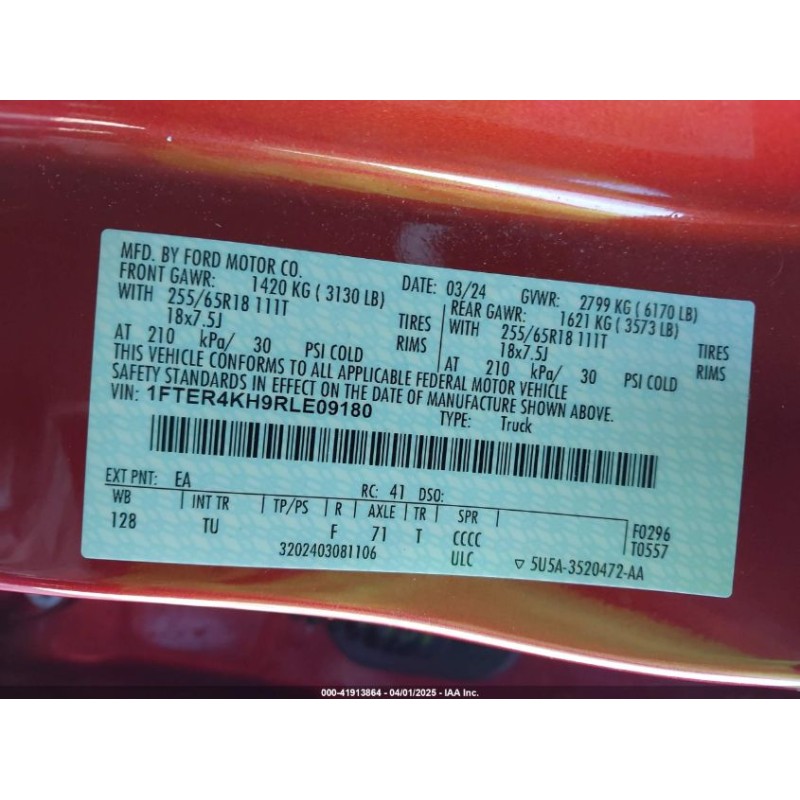 MFD. BY FORD MOTOR CO.
DATE: 03/24 GVWR: 2799 KG ( 6170 LB)
FRONT GAWR: 1420 KG ( 3130 LB) REAR GAWR: 1621 KG ( 3573 LB)
WITH 255/65R18 111T TIRES WITH 255/65R18 111T TIRES
18x7.5J RIMS 18x7.5J RIMS
AT 210 kPa/ 30 PSI COLD AT 210 kPa/ 30 PSI COLD
THIS VEHICLE CONFORMS TO ALL APPLICABLE FEDERAL MOTOR VEHICLE
SAFETY STANDARDS IN EFFECT ON THE DATE OF MANUFACTURE SHOWN ABOVE.
VIN: 1FTER4KH9RLE09180 TYPE: Truck
EXT PNT: EA RC: 41 DSO:
WB INT TR TP/PS R AXLE TR SPR F0296
128 TU F 71 T CCCC T0557
3202403081106 ULC ▽ 5U5A-3520472-AA
000-41913864 - 04/01/2025 - IAA Inc.